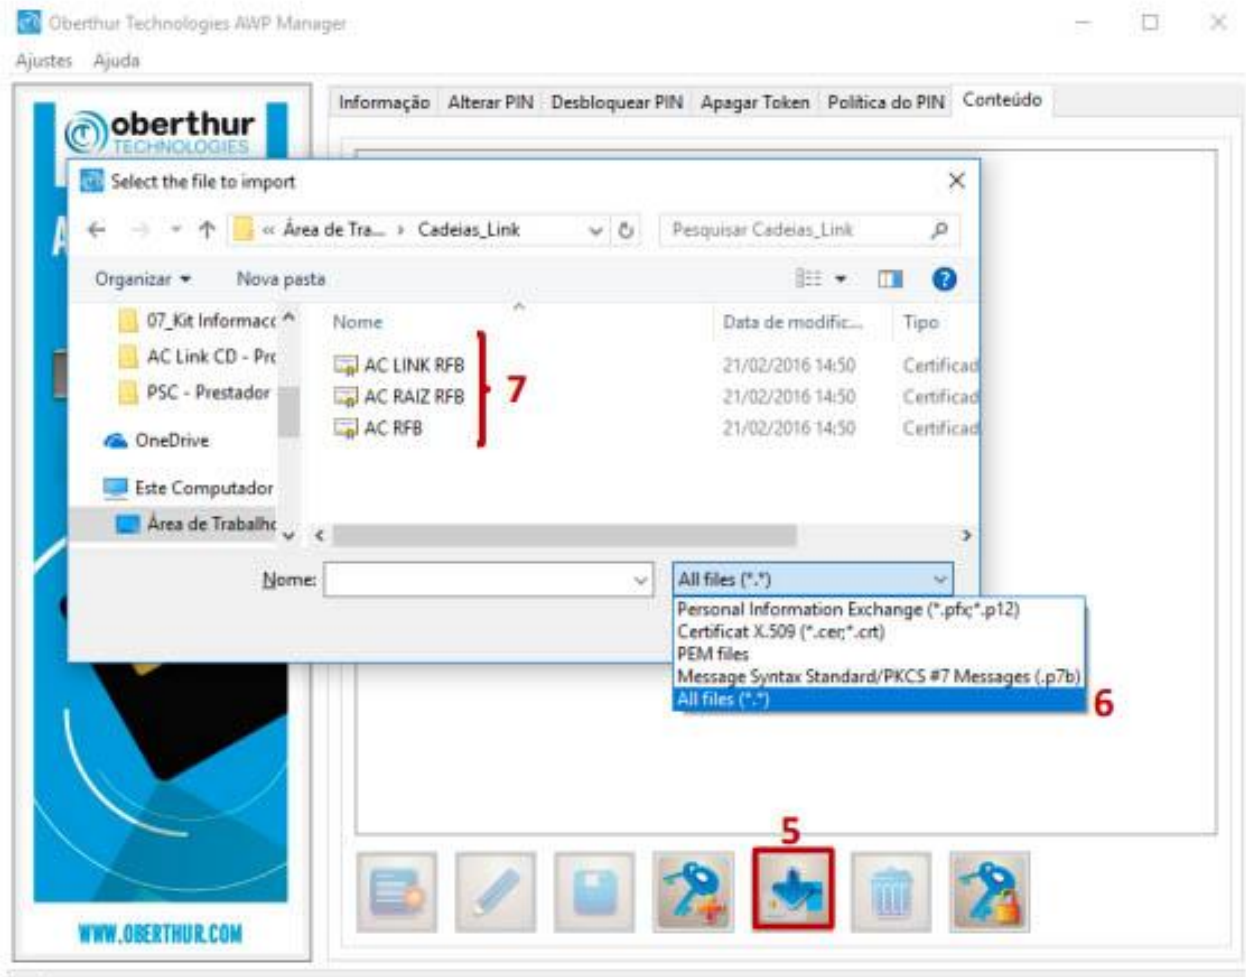 Oberthur Technologies AWP Manager
Ajustes Ajuda
oberthur
TECHNOLOGIES
Informação Alterar PIN Desbloquear PIN Apagar Token Política do PIN Conteúdo
Select the file to import
« Área de Tra... › Cadeias_Link
Pesquisar Cadeias_Link
Organizar Nova pasta
07_Kit Informacc
AC Link CD - Prc
PSC - Prestador
OneDrive
Este Computador
Área de Trabalhc
Nome Data de modific... Tipo
AC LINK RFB 21/02/2016 14:50 Certificad
AC RAIZ RFB 21/02/2016 14:50 Certificad
AC RFB 21/02/2016 14:50 Certificad
7
Nome:
All files (*.*)
Personal Information Exchange (*.pfx;*.p12)
Certificat X.509 (*.cer;*.crt)
PEM files
Message Syntax Standard/PKCS #7 Messages (.p7b)
All files (*.*)
6
5
WWW.OBERTHUR.COM